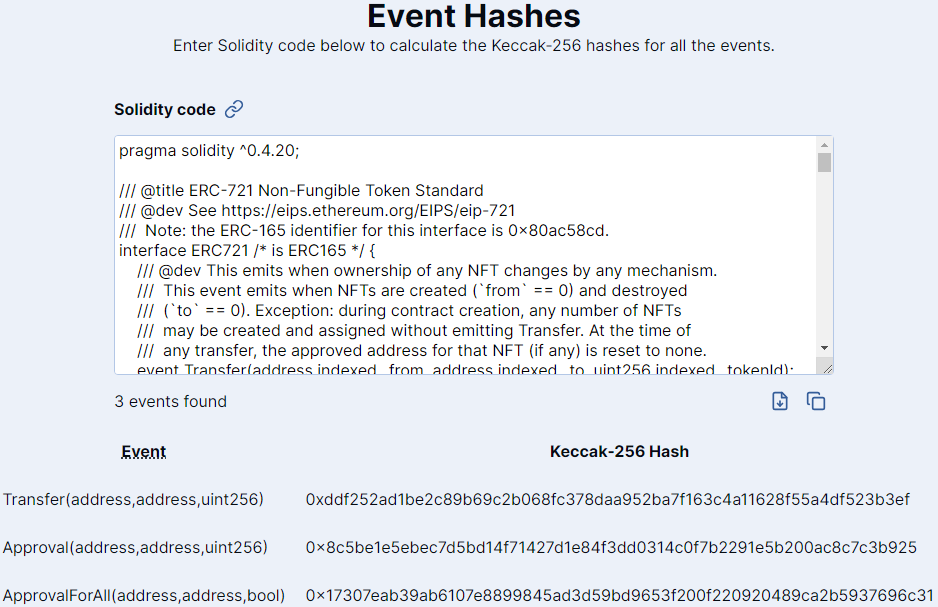 Event Hashes
Enter Solidity code below to calculate the Keccak-256 hashes for all the events.
Solidity code
pragma solidity ^0.4.20;
/// @title ERC-721 Non-Fungible Token Standard
/// @dev See https://eips.ethereum.org/EIPS/eip-721
///  Note: the ERC-165 identifier for this interface is 0x80ac58cd.
interface ERC721 /* is ERC165 */ {
    /// @dev This emits when ownership of any NFT changes by any mechanism.
    ///  This event emits when NFTs are created (`from` == 0) and destroyed
    ///  (`to` == 0). Exception: during contract creation, any number of NFTs
    ///  may be created and assigned without emitting Transfer. At the time of
    ///  any transfer, the approved address for that NFT (if any) is reset to none.
    event Transfer(address indexed _from, address indexed _to, uint256 indexed _tokenId);
3 events found
Event Keccak-256 Hash
Transfer(address,address,uint256) 0xddf252ad1be2c89b69c2b068fc378daa952ba7f163c4a11628f55a4df523b3ef
Approval(address,address,uint256) 0x8c5be1e5ebec7d5bd14f71427d1e84f3dd0314c0f7b2291e5b200ac8c7c3b925
ApprovalForAll(address,address,bool) 0x17307eab39ab6107e8899845ad3d59bd9653f200f220920489ca2b5937696c31